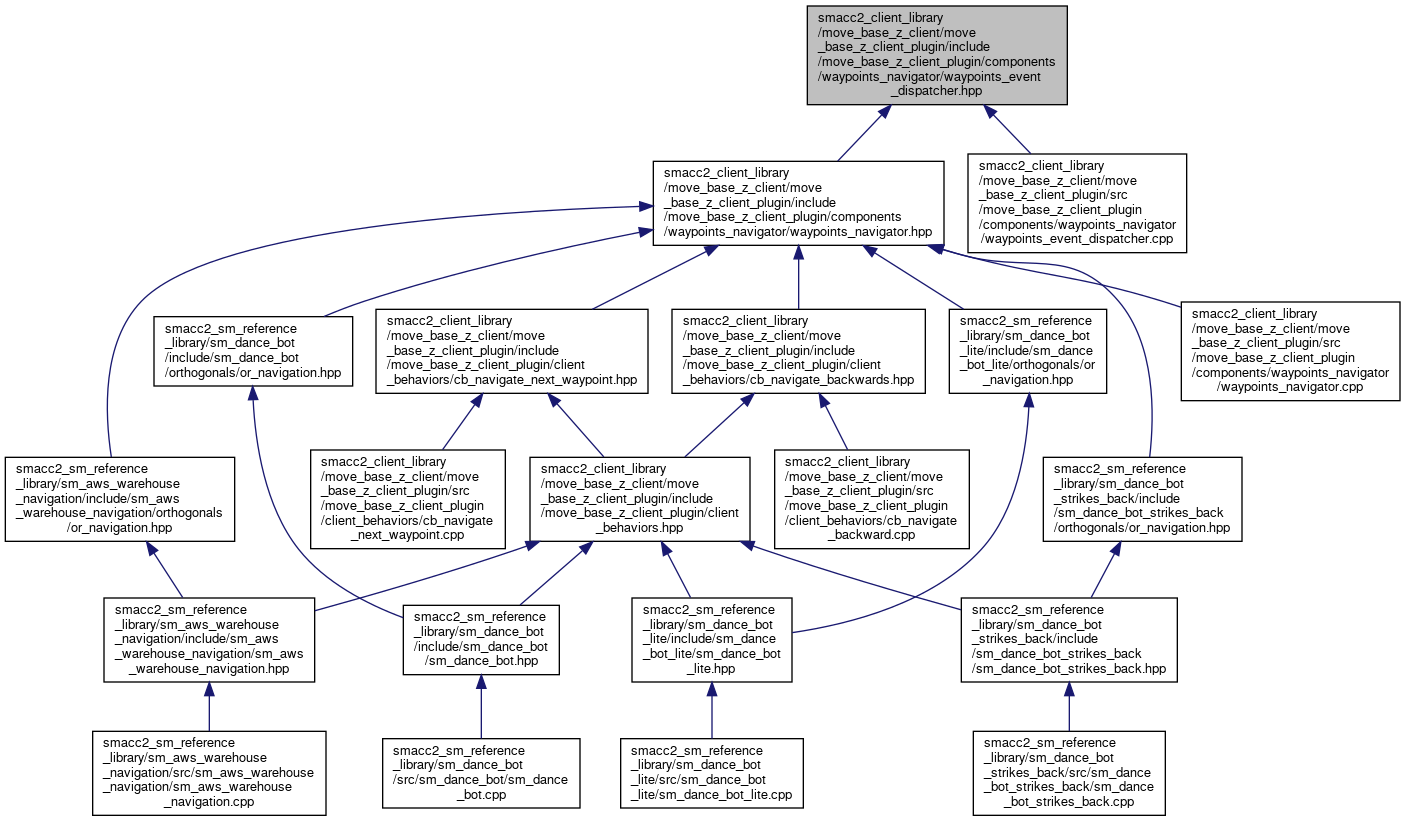 smacc2_client_library
/move_base_z_client/move
_base_z_client_plugin/include
/move_base_z_client_plugin/components
/waypoints_navigator/waypoints_event
_dispatcher.hpp
smacc2_client_library
/move_base_z_client/move
_base_z_client_plugin/include
/move_base_z_client_plugin/components
/waypoints_navigator/waypoints_navigator.hpp
smacc2_client_library
/move_base_z_client/move
_base_z_client_plugin/src
/move_base_z_client_plugin
/components/waypoints_navigator
/waypoints_event_dispatcher.cpp
smacc2_sm_reference
_library/sm_dance_bot
/include/sm_dance_bot
/orthogonals/or_navigation.hpp
smacc2_client_library
/move_base_z_client/move
_base_z_client_plugin/include
/move_base_z_client_plugin/client
_behaviors/cb_navigate_next_waypoint.hpp
smacc2_client_library
/move_base_z_client/move
_base_z_client_plugin/include
/move_base_z_client_plugin/client
_behaviors/cb_navigate_backwards.hpp
smacc2_sm_reference
_library/sm_dance_bot
_lite/include/sm_dance
_bot_lite/orthogonals/or
_navigation.hpp
smacc2_client_library
/move_base_z_client/move
_base_z_client_plugin/src
/move_base_z_client_plugin
/components/waypoints_navigator
/waypoints_navigator.cpp
smacc2_sm_reference
_library/sm_aws_warehouse
_navigation/include/sm_aws
_warehouse_navigation/orthogonals
/or_navigation.hpp
smacc2_client_library
/move_base_z_client/move
_base_z_client_plugin/src
/move_base_z_client_plugin
/client_behaviors/cb_navigate
_next_waypoint.cpp
smacc2_client_library
/move_base_z_client/move
_base_z_client_plugin/include
/move_base_z_client_plugin/client
_behaviors.hpp
smacc2_client_library
/move_base_z_client/move
_base_z_client_plugin/src
/move_base_z_client_plugin
/client_behaviors/cb_navigate
_backward.cpp
smacc2_sm_reference
_library/sm_dance_bot
_strikes_back/include
/sm_dance_bot_strikes_back
/orthogonals/or_navigation.hpp
smacc2_sm_reference
_library/sm_aws_warehouse
_navigation/include/sm_aws
_warehouse_navigation/sm_aws
_warehouse_navigation.hpp
smacc2_sm_reference
_library/sm_dance_bot
/include/sm_dance_bot
/sm_dance_bot.hpp
smacc2_sm_reference
_library/sm_dance_bot
_lite/include/sm_dance
_bot_lite/sm_dance_bot
_lite.hpp
smacc2_sm_reference
_library/sm_dance_bot
_strikes_back/include
/sm_dance_bot_strikes_back
/sm_dance_bot_strikes_back.hpp
smacc2_sm_reference
_library/sm_aws_warehouse
_navigation/src/sm_aws_warehouse
_navigation/sm_aws_warehouse
_navigation.cpp
smacc2_sm_reference
_library/sm_dance_bot
/src/sm_dance_bot/sm_dance
_bot.cpp
smacc2_sm_reference
_library/sm_dance_bot
_lite/src/sm_dance_bot
_lite/sm_dance_bot_lite.cpp
smacc2_sm_reference
_library/sm_dance_bot
_strikes_back/src/sm_dance
_bot_strikes_back/sm_dance
_bot_strikes_back.cpp